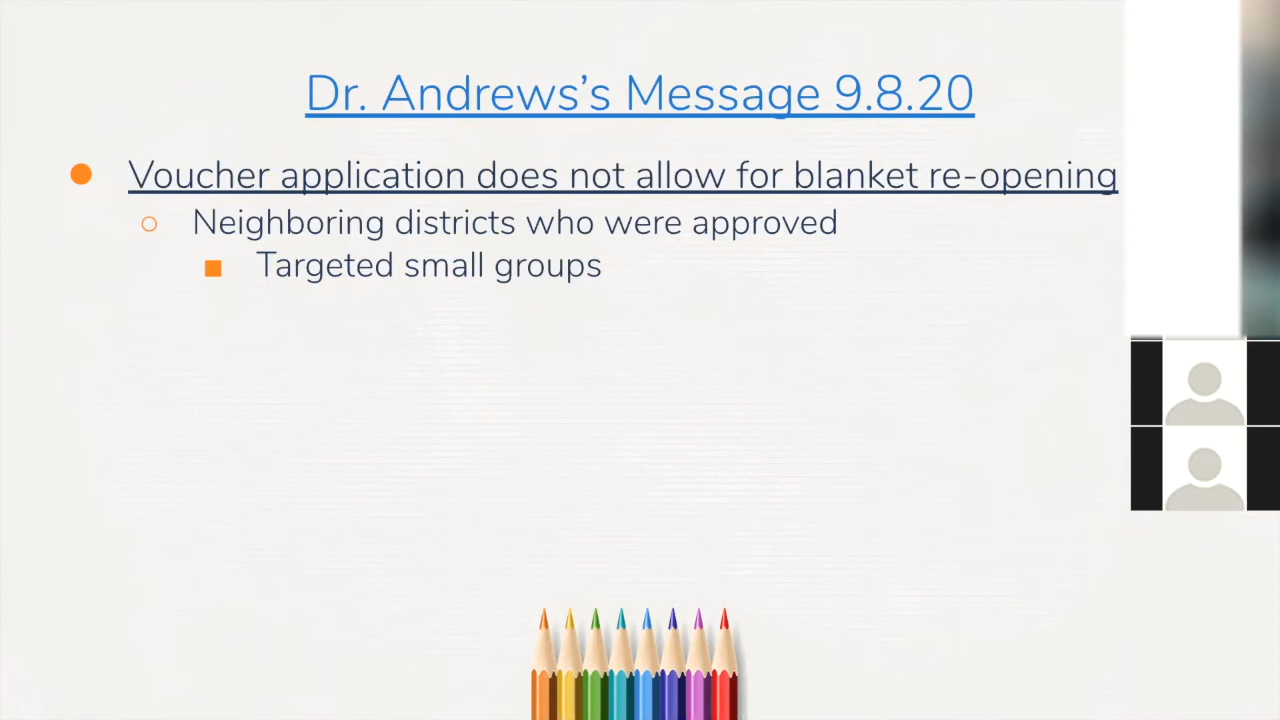 Dr. Andrews’s Message 9.8.20
Voucher application does not allow for blanket re-opening
Neighboring districts who were approved
Targeted small groups